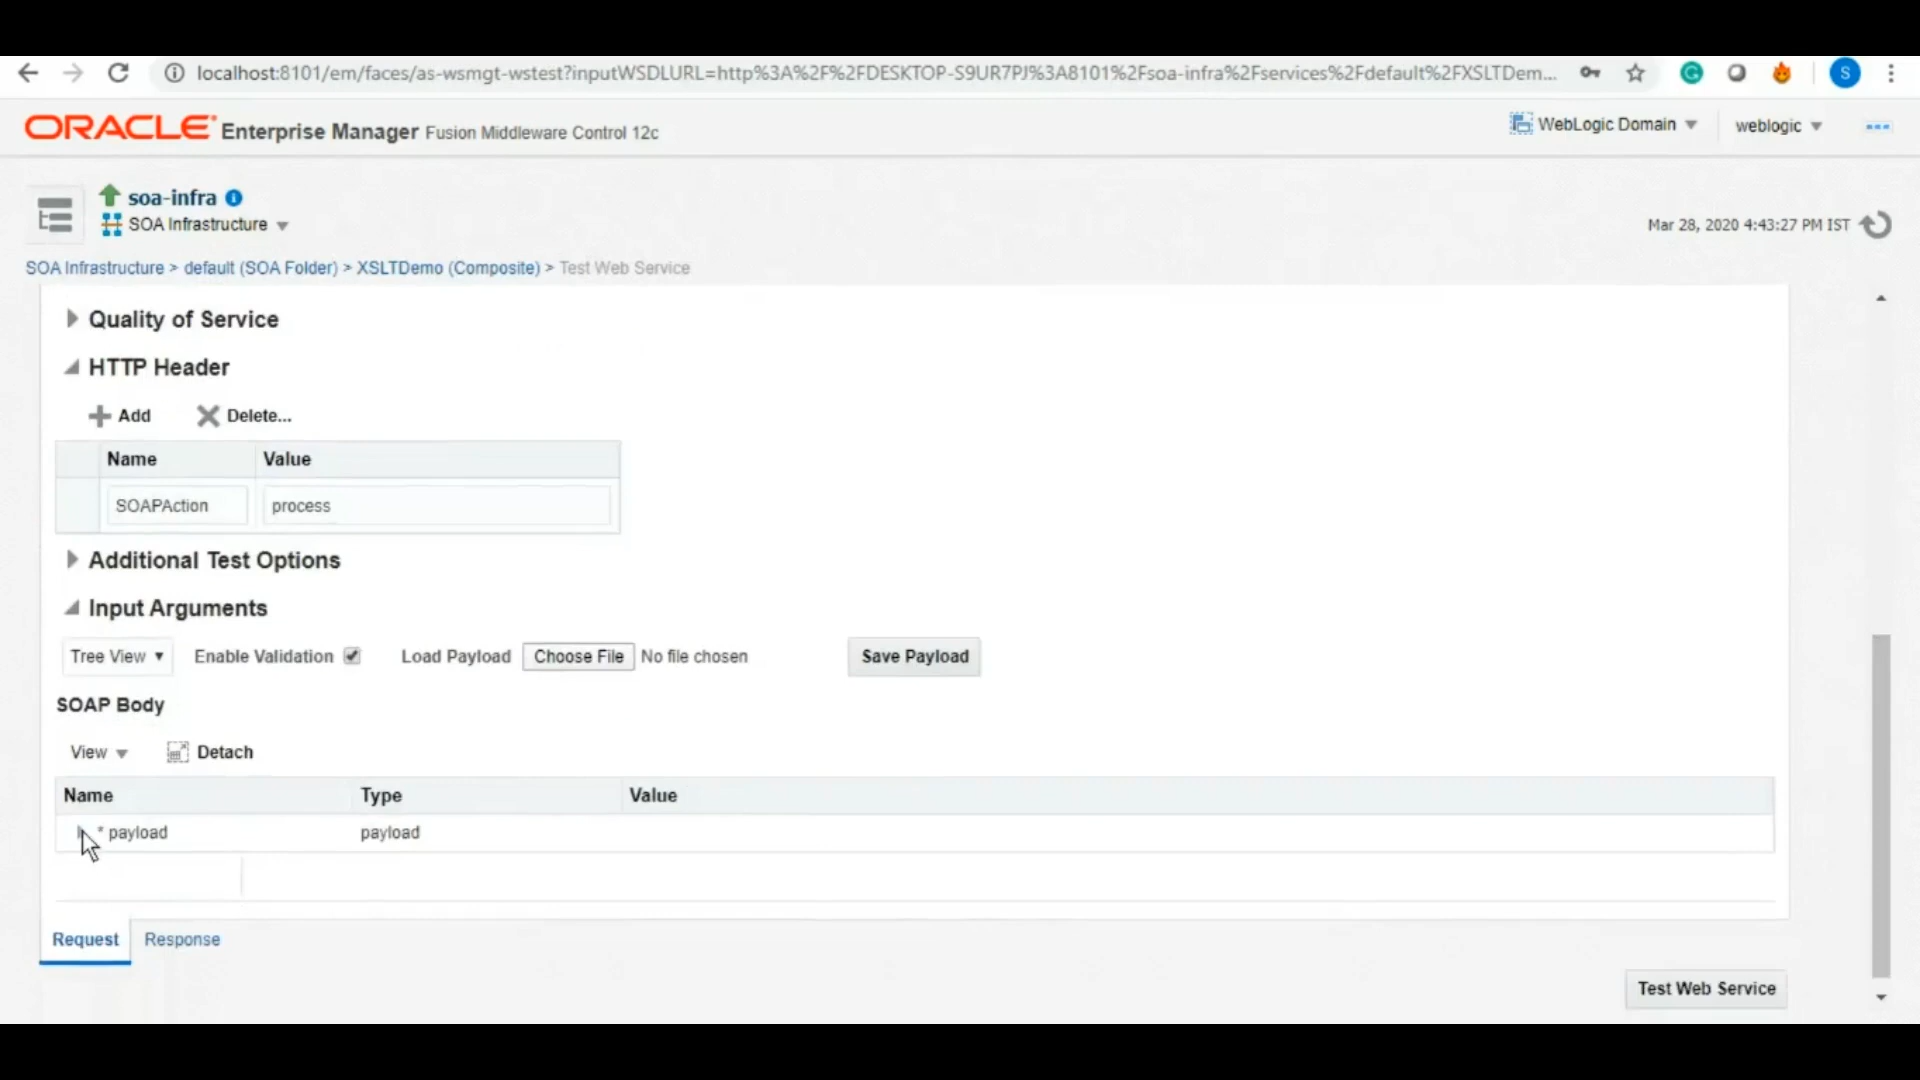 localhost:8101/em/faces/as-wsmgt-wstest?inputWSDLURL=http%3A%2F%2FDESKTOP-S9UR7PJ%3A8101%2Fsoa-infra%2Fservices%2Fdefault%2FXSLTDem...
S
ORACLE Enterprise Manager Fusion Middleware Control 12c
WebLogic Domain
weblogic
soa-infra
SOA Infrastructure
Mar 28, 2020 4:43:27 PM IST
SOA Infrastructure > default (SOA Folder) > XSLTDemo (Composite) > Test Web Service
Quality of Service
HTTP Header
Add Delete...
Name Value
SOAPAction process
Additional Test Options
Input Arguments
Tree View Enable Validation Load Payload Choose File No file chosen Save Payload
SOAP Body
View Detach
Name Type Value
* payload payload
Request Response
Test Web Service